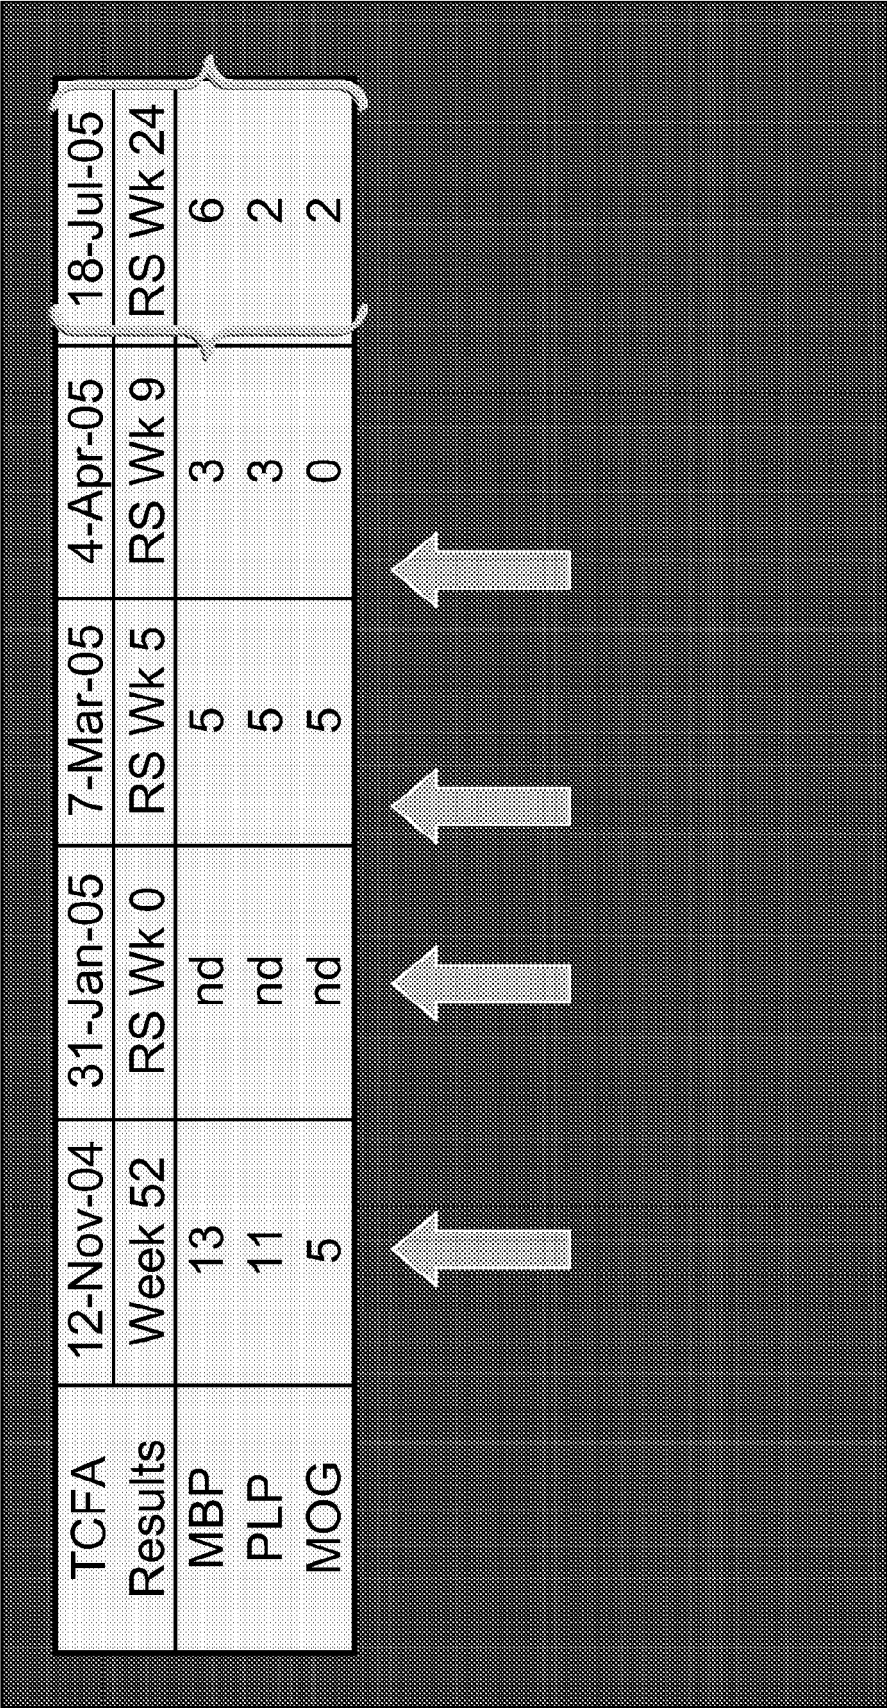 TCFA 12-Nov-04 31-Jan-05 7-Mar-05 4-Apr-05 18-Jul-05
Results Week 52 RS Wk 0 RS Wk 5 RS Wk 9 RS Wk 24
MBP 13 nd 5 3 6
PLP 11 nd 5 3 2
MOG 5 nd 5 0 2